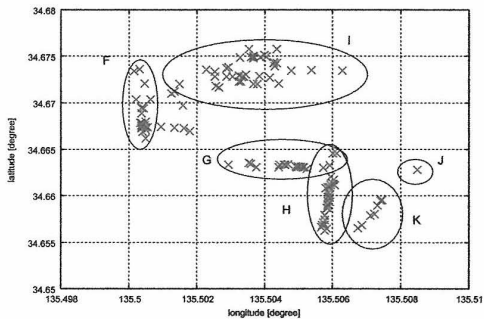 34.68
34.675
34.67
34.665
34.66
34.655
34.65
latitude [degree]
F
I
G
J
H
K
135.498
135.5
135.502
135.504
135.506
135.508
135.51
longitude [degree]